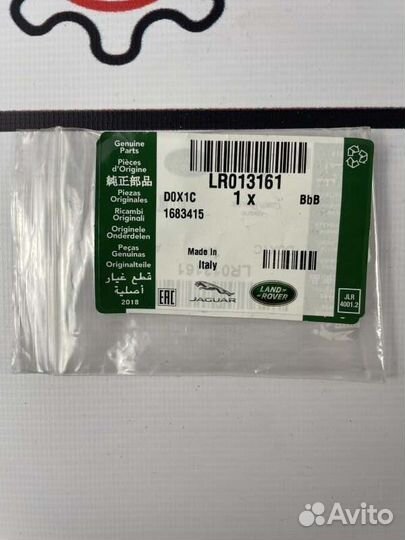 Genuine
Parts
Pièces
d'Origine
純正部品
Piezas
Originales
Ricambi
Originali
Originele
Onderdelen
Peças
Genuínas
Originalteile
قطع غيار
أصلية
2018
LR013161
D0X1C
1 x
BbB
1683415
Made In
Italy
EAC
JAGUAR
LAND-
ROVER
JLR
4001.2
Avito